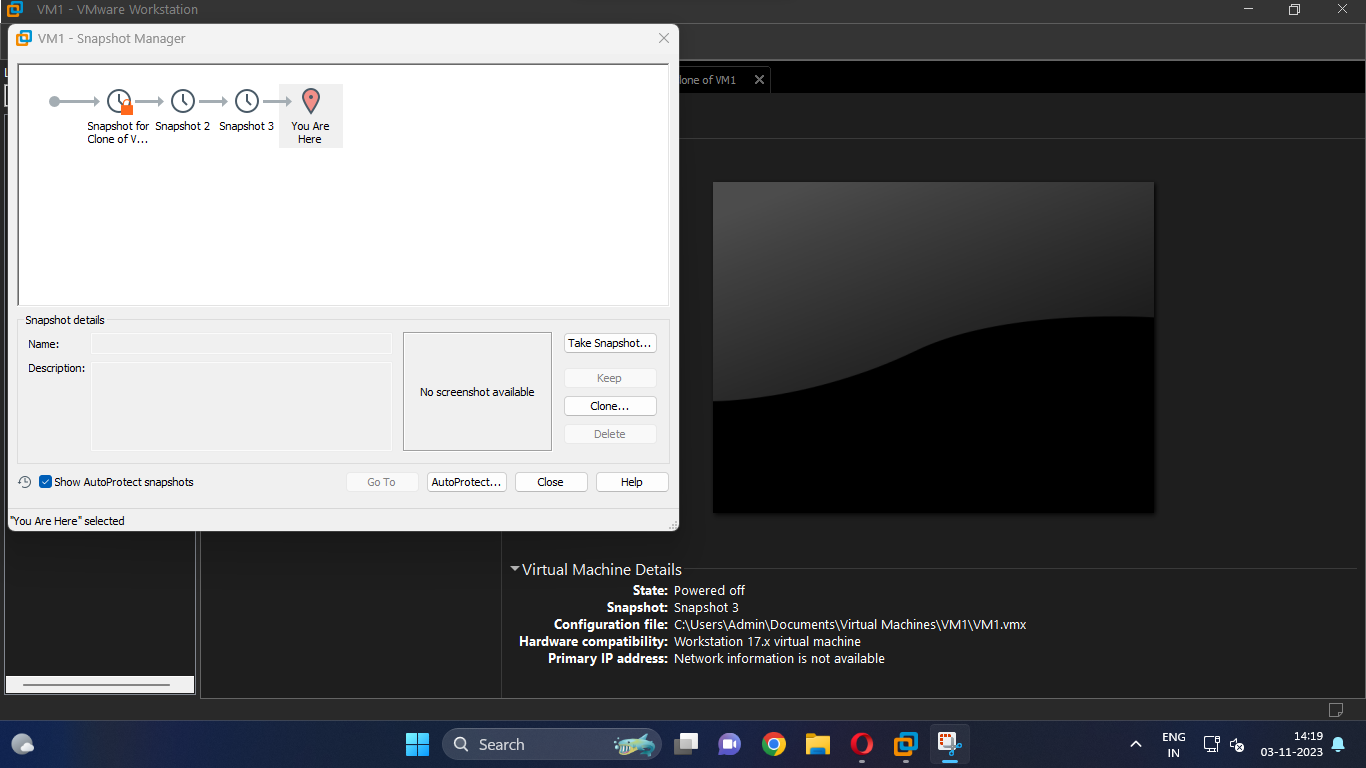 VM1 - VMware Workstation
VM1 - Snapshot Manager
L
lone of VM1
Snapshot for
Clone of V...
Snapshot 2
Snapshot 3
You Are
Here
Snapshot details
Name:
Description:
No screenshot available
Take Snapshot...
Keep
Clone...
Delete
Show AutoProtect snapshots
Go To
AutoProtect...
Close
Help
"You Are Here" selected
Virtual Machine Details
State: Powered off
Snapshot: Snapshot 3
Configuration file: C:\Users\Admin\Documents\Virtual Machines\VM1\VM1.vmx
Hardware compatibility: Workstation 17.x virtual machine
Primary IP address: Network information is not available
Search
ENG
IN
14:19
03-11-2023